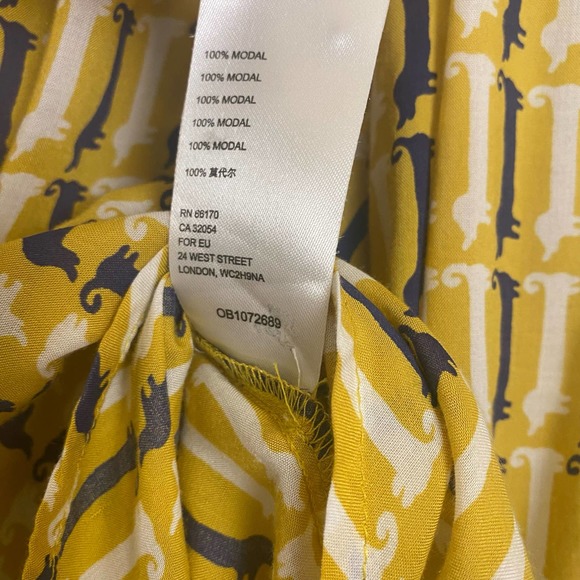 100% MODAL
100% MODAL
100% MODAL
100% MODAL
100% MODAL
100% 莫代尔
RN 66170
CA 32054
FOR EU
24 WEST STREET
LONDON, WC2H9NA
OB1072689